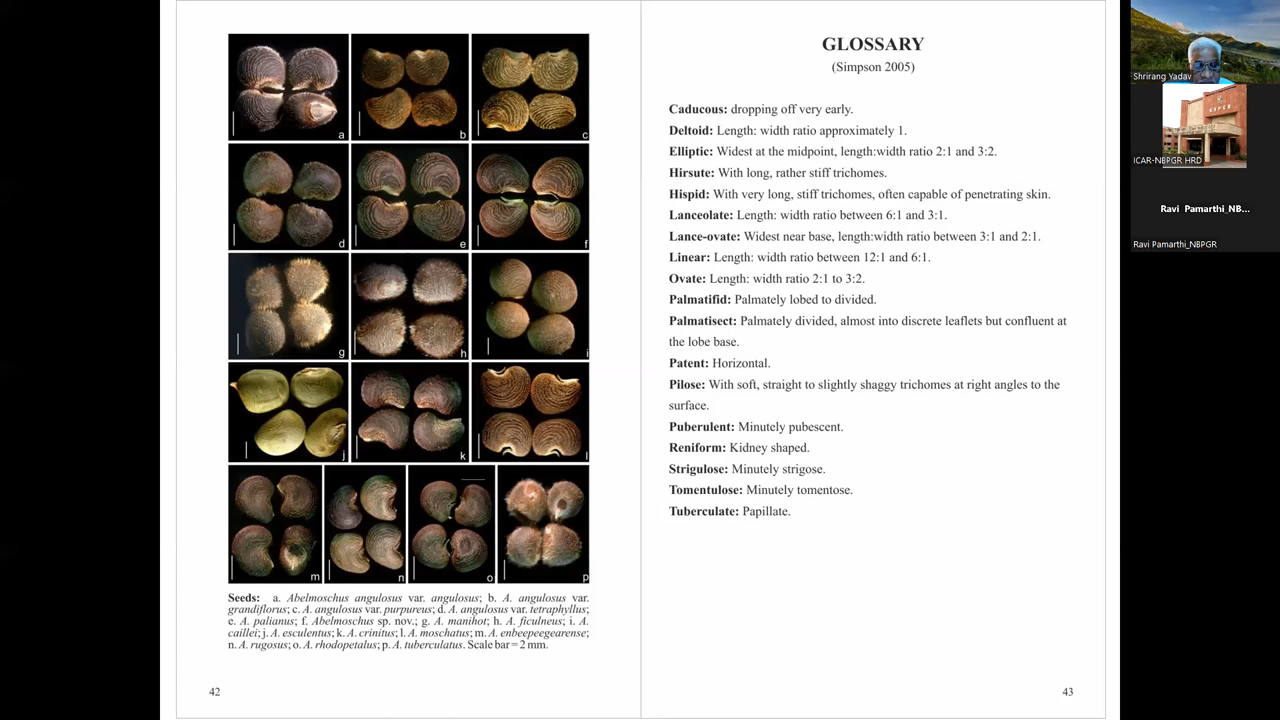 a
b
c
d
e
f
g
h
i
j
k
l
m
n
o
p
Seeds: a. Abelmoschus angulosus var. angulosus; b. A. angulosus var.
grandiflorus; c. A. angulosus var. purpureus; d. A. angulosus var. tetraphyllus;
e. A. palianus; f. Abelmoschus sp. nov.; g. A. manihot; h. A. ficulneus; i. A.
caillei; j. A. esculentus; k. A. crinitus; l. A. moschatus; m. A. enbeepeegearense;
n. A. rugosus; o. A. rhodopetalus; p. A. tuberculatus. Scale bar = 2 mm.
42
GLOSSARY
(Simpson 2005)
Caducous: dropping off very early.
Deltoid: Length: width ratio approximately 1.
Elliptic: Widest at the midpoint, length:width ratio 2:1 and 3:2.
Hirsute: With long, rather stiff trichomes.
Hispid: With very long, stiff trichomes, often capable of penetrating skin.
Lanceolate: Length: width ratio between 6:1 and 3:1.
Lance-ovate: Widest near base, length:width ratio between 3:1 and 2:1.
Linear: Length: width ratio between 12:1 and 6:1.
Ovate: Length: width ratio 2:1 to 3:2.
Palmatifid: Palmately lobed to divided.
Palmatisect: Palmately divided, almost into discrete leaflets but confluent at
the lobe base.
Patent: Horizontal.
Pilose: With soft, straight to slightly shaggy trichomes at right angles to the
surface.
Puberulent: Minutely pubescent.
Reniform: Kidney shaped.
Strigulose: Minutely strigose.
Tomentulose: Minutely tomentose.
Tuberculate: Papillate.
43
Shrirang Yadav
ICAR-NBPGR HRD
Ravi Pamarthi_NB...
Ravi Pamarthi_NBPGR